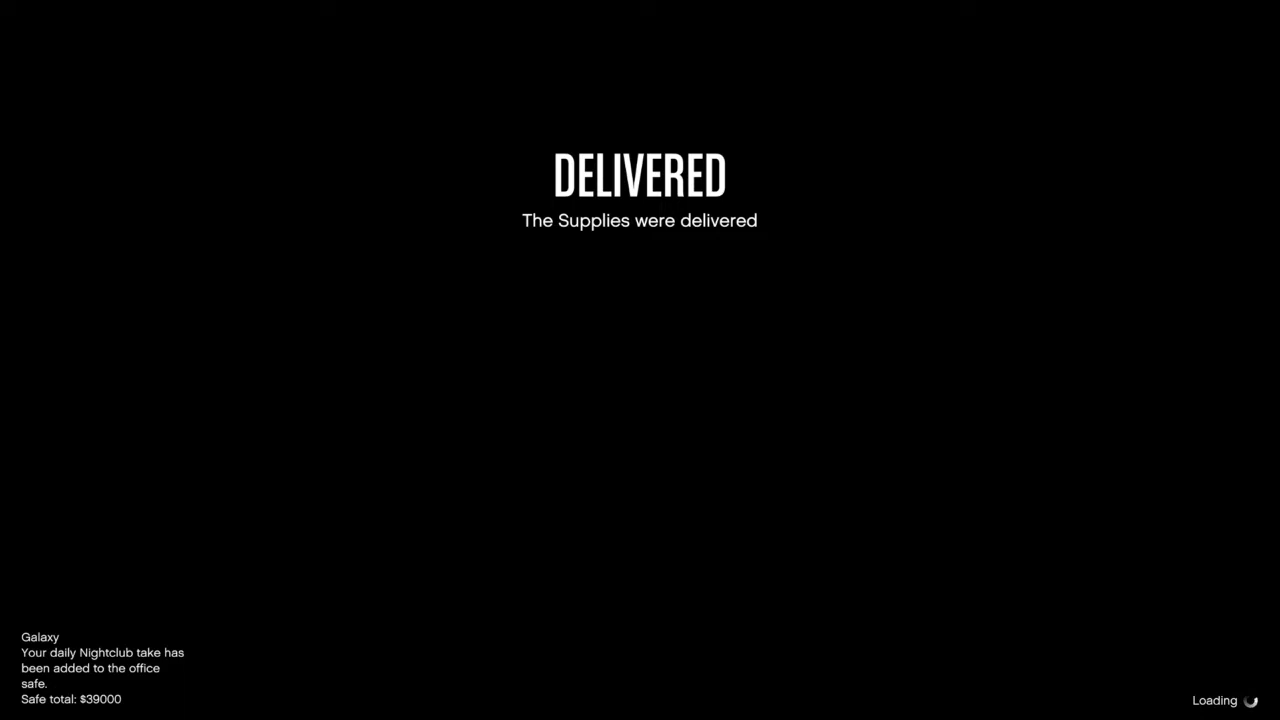 DELIVERED
The Supplies were delivered
Galaxy
Your daily Nightclub take has
been added to the office
safe.
Safe total: $39000
Loading